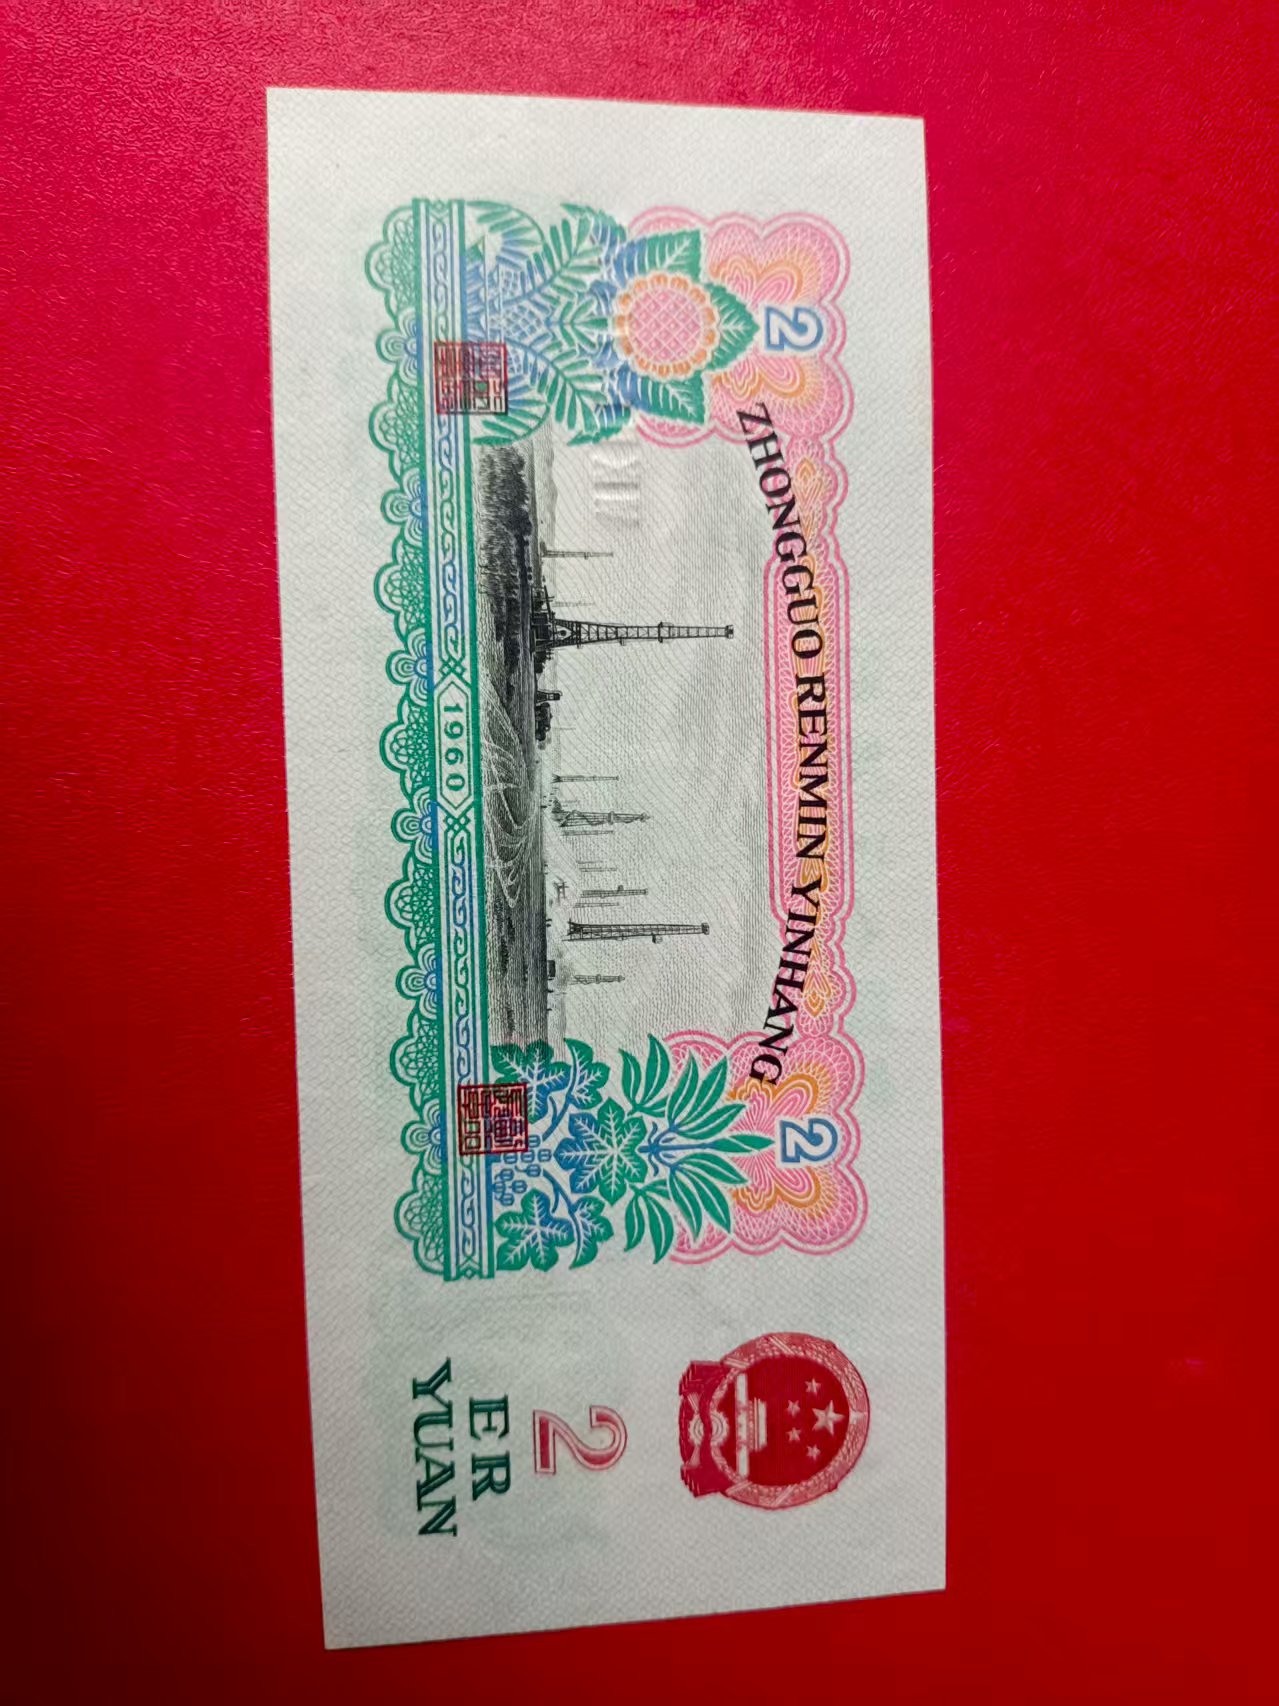 ZHONGGUO RENMIN YINHANG
2
2
1960
2
ER
YUAN